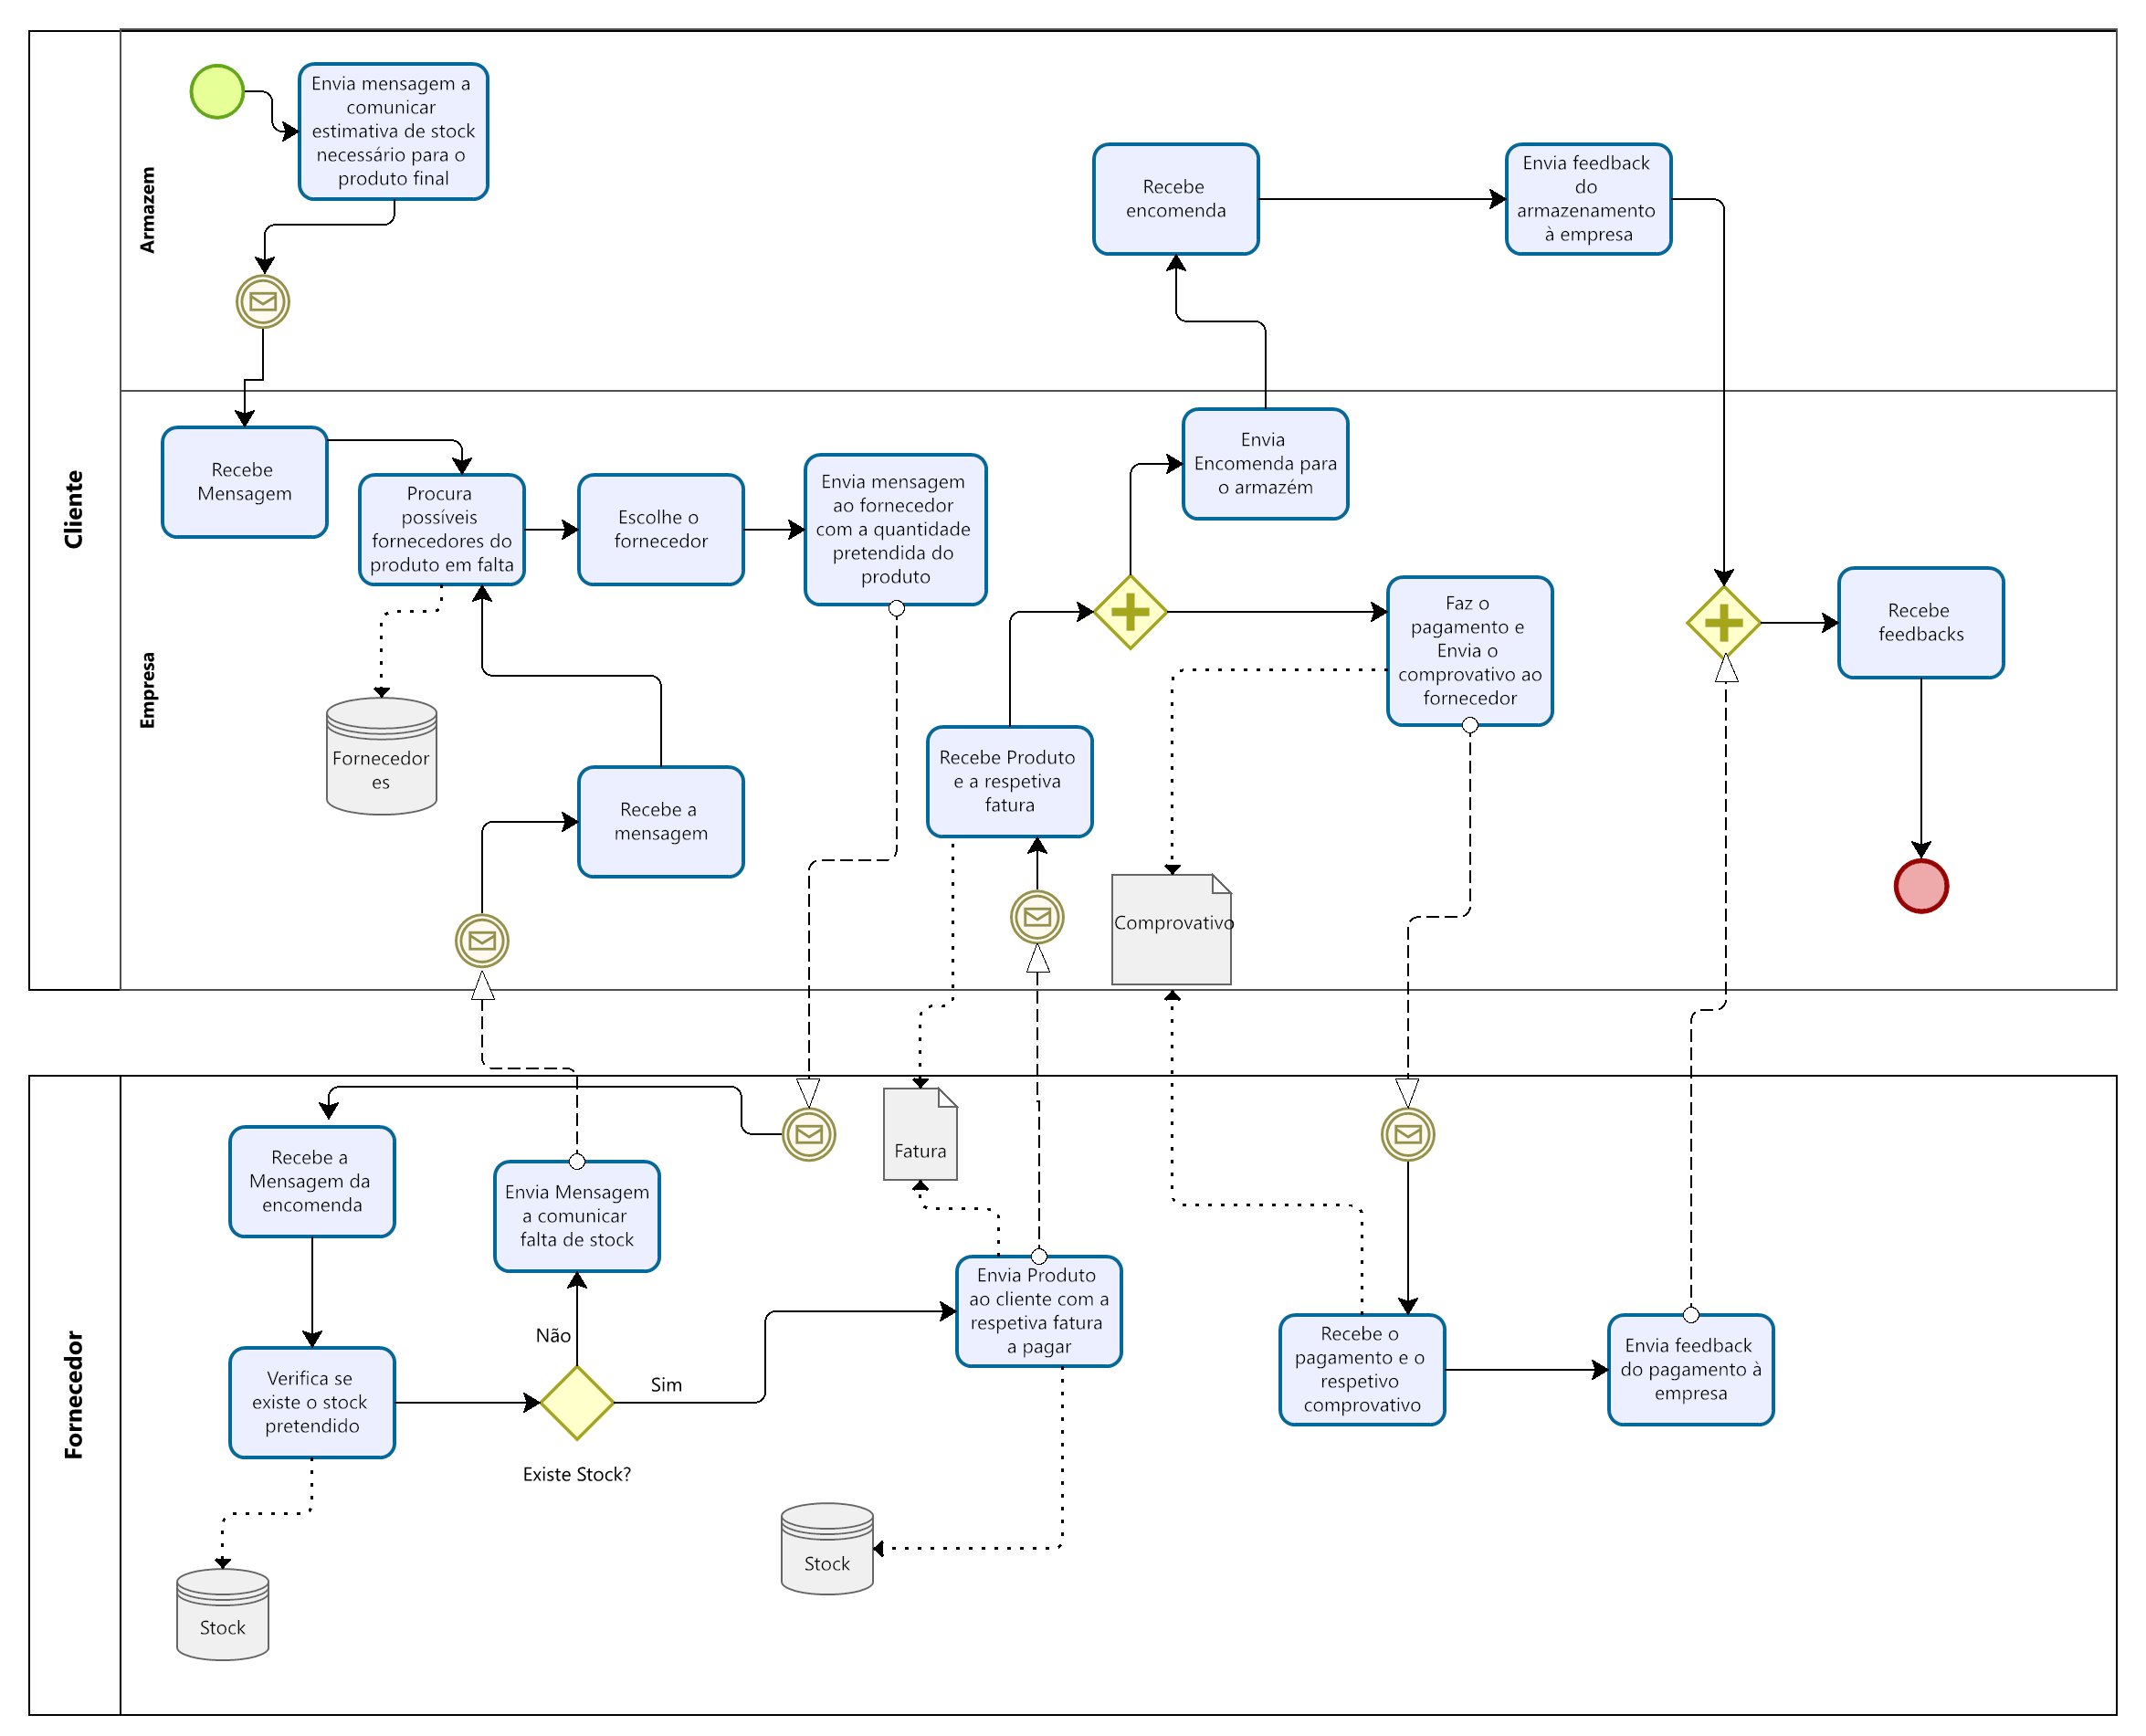 Cliente
Armazem
Envia mensagem a
comunicar
estimativa de stock
necessário para o
produto final
Recebe
encomenda
Envia feedback
do
armazenamento
à empresa
Empresa
Recebe
Mensagem
Procura
possíveis
fornecedores do
produto em falta
Escolhe o
fornecedor
Envia mensagem
ao fornecedor
com a quantidade
pretendida do
produto
Envia
Encomenda para
o armazém
Faz o
pagamento e
Envia o
comprovativo ao
fornecedor
Recebe
feedbacks
Fornecedor
es
Recebe a
mensagem
Recebe Produto
e a respetiva
fatura
Comprovativo
Fornecedor
Recebe a
Mensagem da
encomenda
Envia Mensagem
a comunicar
falta de stock
Fatura
Envia Produto
ao cliente com a
respetiva fatura
a pagar
Não
Sim
Verifica se
existe o stock
pretendido
Existe Stock?
Recebe o
pagamento e o
respetivo
comprovativo
Envia feedback
do pagamento à
empresa
Stock
Stock